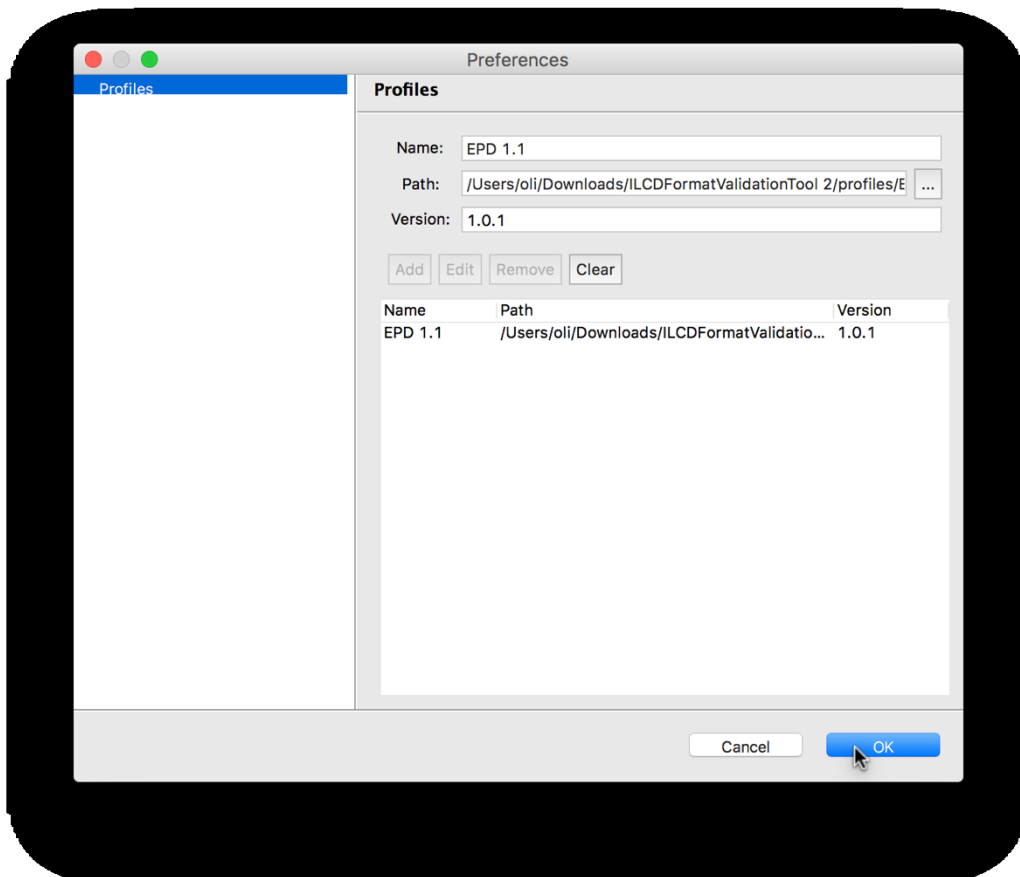 Preferences
Profiles
Profiles
Name: EPD 1.1
Path: /Users/oli/Downloads/ILCDFormatValidationTool 2/profiles/E ...
Version: 1.0.1
Add Edit Remove Clear
Name Path Version
EPD 1.1 /Users/oli/Downloads/ILCDFormatValidatio... 1.0.1
Cancel OK